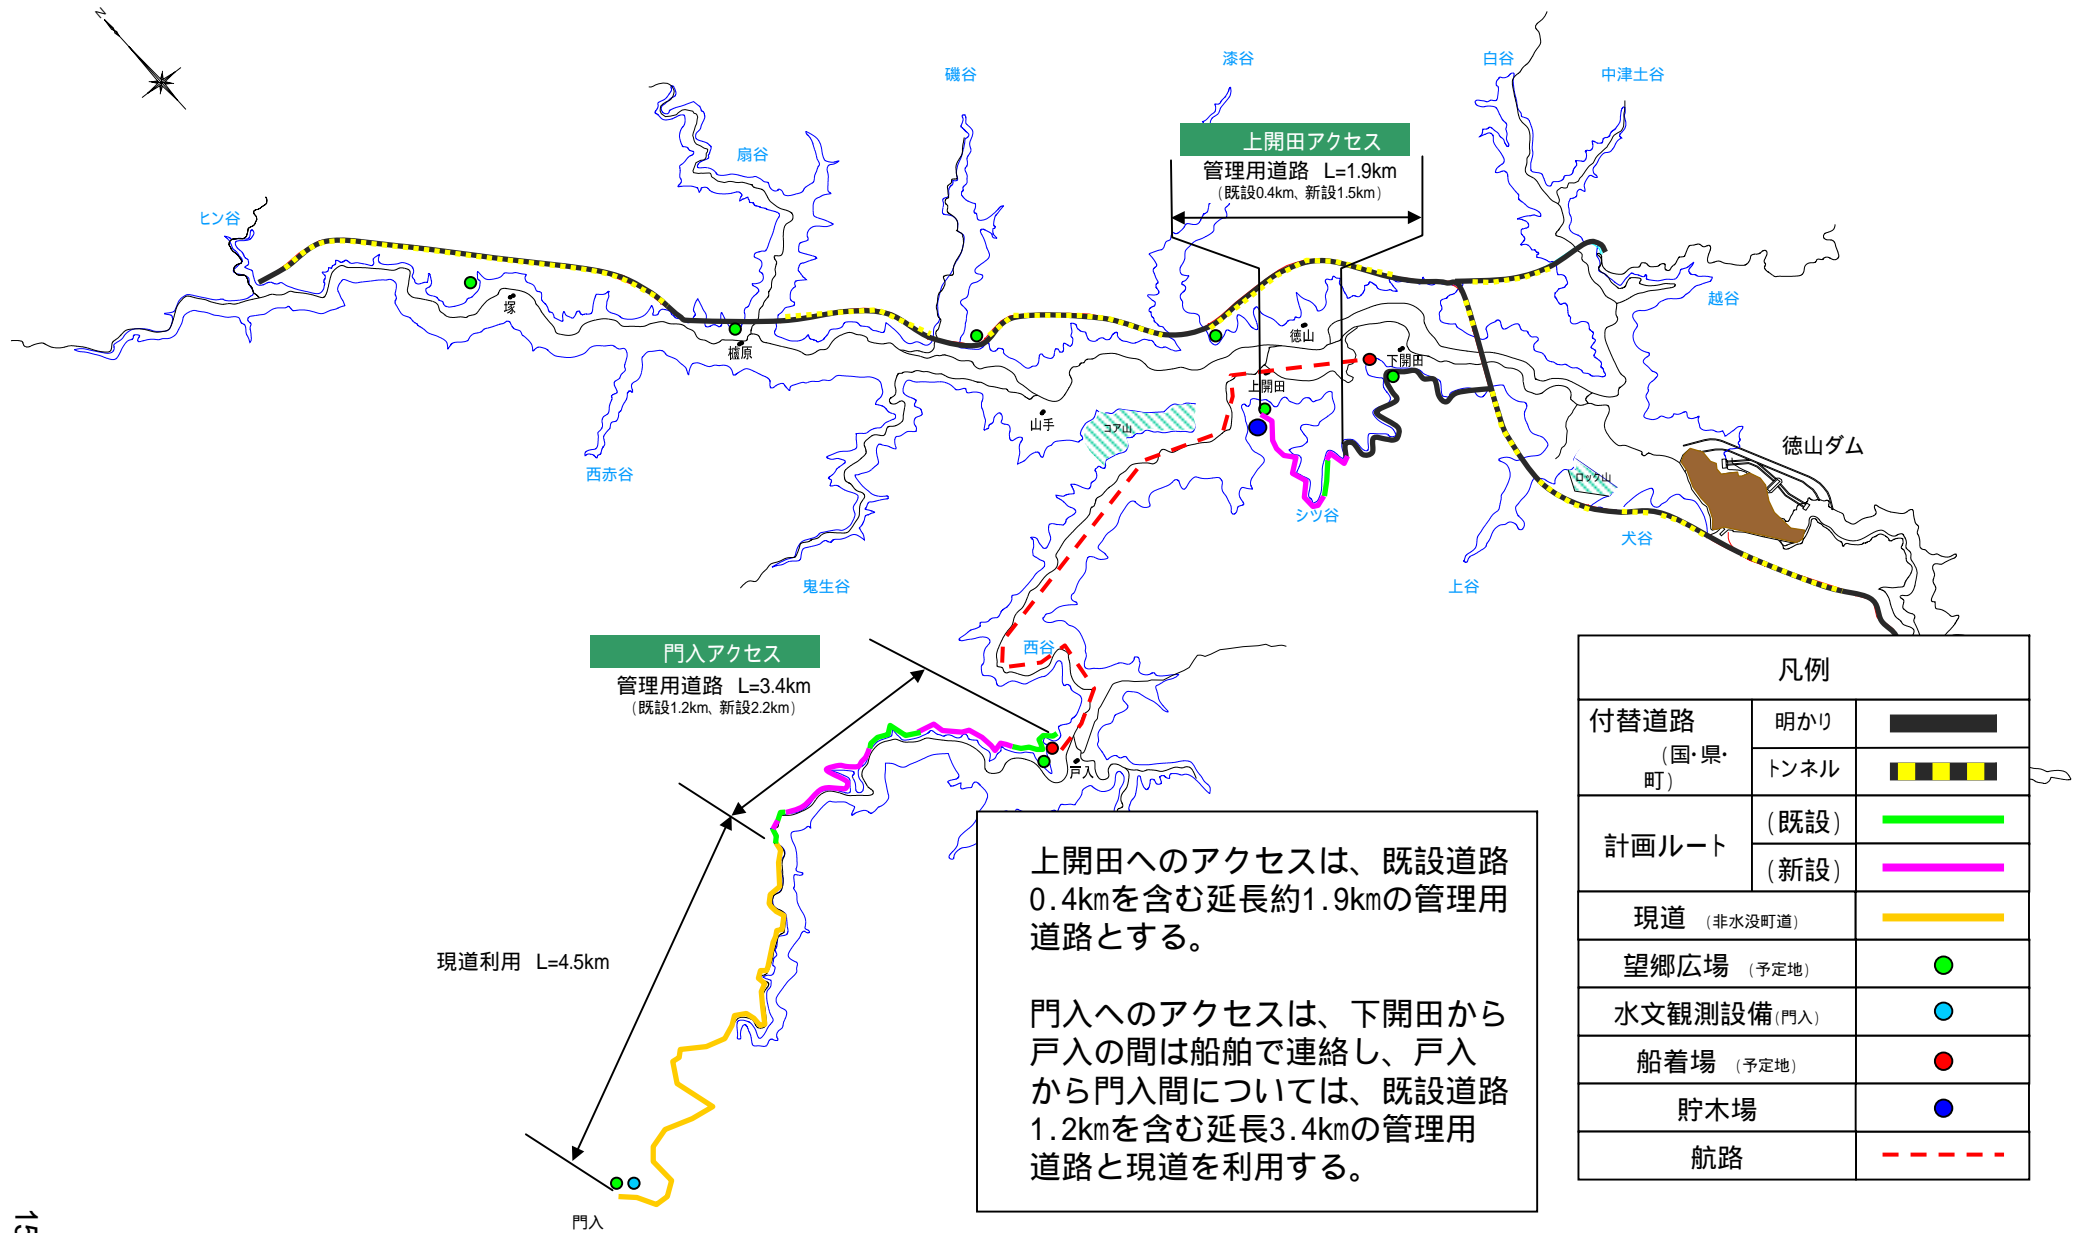 N
磯谷
漆谷
白谷
中津土谷
扇谷
ヒン谷
上開田アクセス
管理用道路 L=1.9km
(既設0.4km、新設1.5km)
越谷
塚
櫨原
徳山
下開田
上開田
山手
コア山
徳山ダム
ロック山
西赤谷
シツ谷
犬谷
鬼生谷
上谷
西谷
門入アクセス
管理用道路 L=3.4km
(既設1.2km、新設2.2km)
戸入
現道利用 L=4.5km
門入
上開田へのアクセスは、既設道路
0.4kmを含む延長約1.9kmの管理用
道路とする。
門入へのアクセスは、下開田から
戸入の間は船舶で連絡し、戸入
から門入間については、既設道路
1.2kmを含む延長3.4kmの管理用
道路と現道を利用する。
凡例
付替道路
(国・県・
町)
明かり
トンネル
計画ルート
(既設)
(新設)
現道 (非水没町道)
望郷広場 (予定地)
水文観測設備(門入)
船着場 (予定地)
貯木場
航路
15